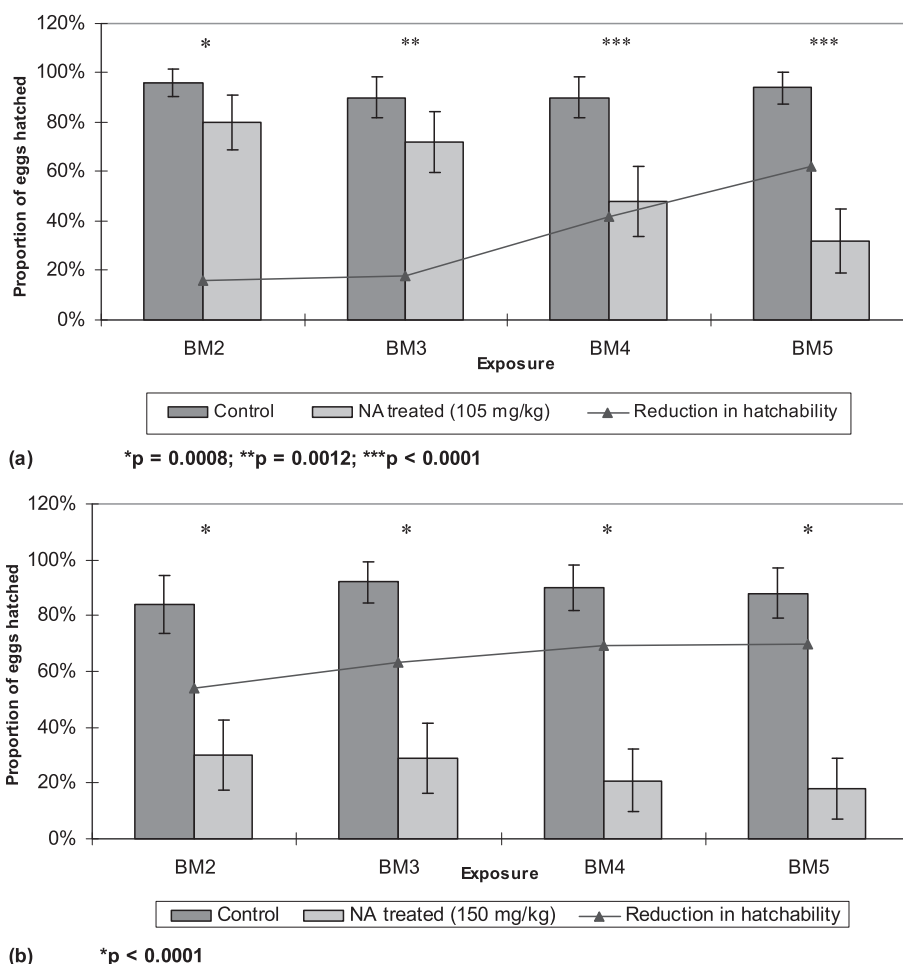 120%
100%
80%
60%
40%
20%
0%
Proportion of eggs hatched
* ** *** ***
BM2 BM3 BM4 BM5
Exposure
Control NA treated (105 mg/kg) Reduction in hatchability
(a) *p = 0.0008; **p = 0.0012; ***p < 0.0001
120%
100%
80%
60%
40%
20%
0%
Proportion of eggs hatched
* * * *
BM2 BM3 BM4 BM5
Exposure
Control NA treated (150 mg/kg) Reduction in hatchability
(b) *p < 0.0001